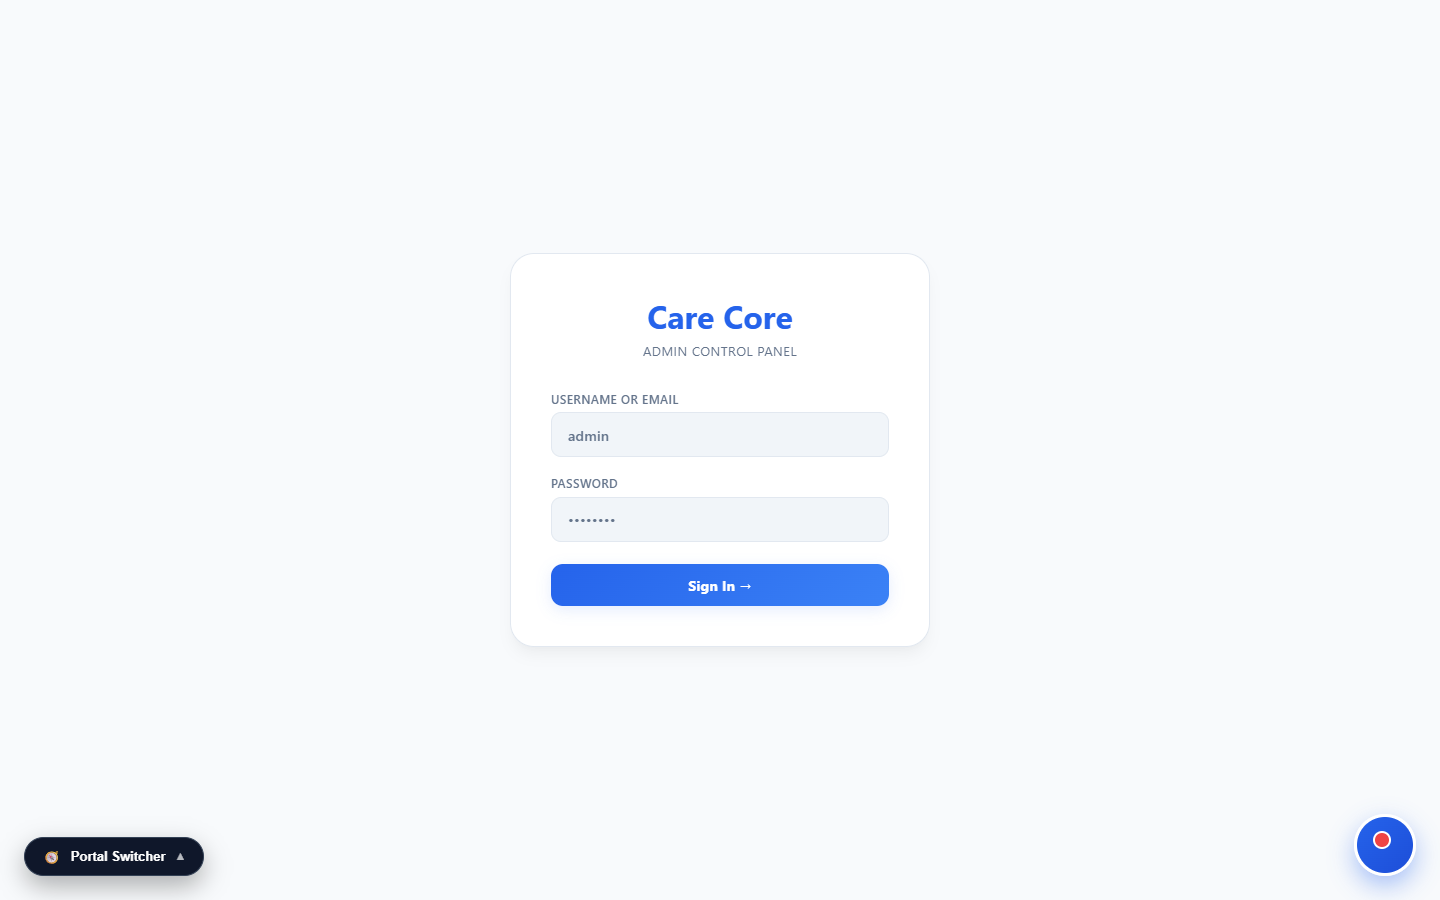 Care Core
ADMIN CONTROL PANEL
USERNAME OR EMAIL
admin
PASSWORD
••••••••
Sign In →
Portal Switcher ▲